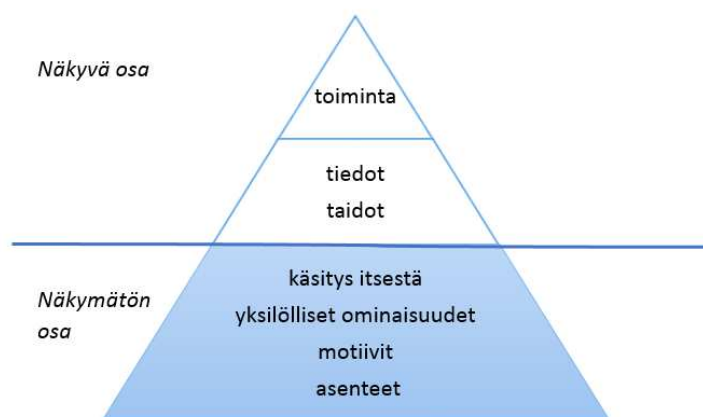 Näkyvä osa
toiminta
tiedot
taidot
käsitys itsestä
yksilölliset ominaisuudet
motiivit
asenteet
Näkymätön
osa